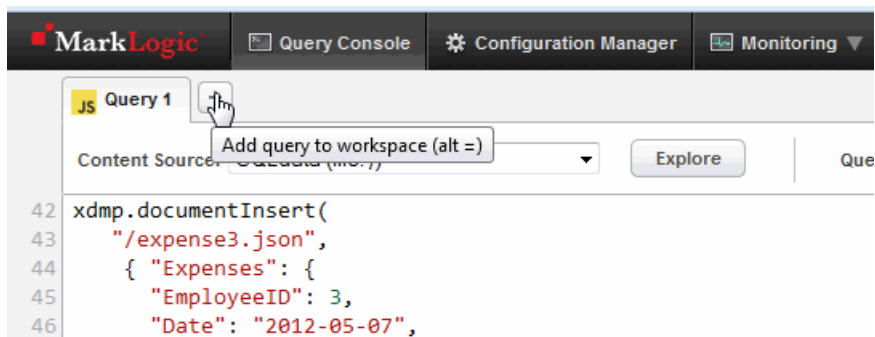 MarkLogic Query Console Configuration Manager Monitoring
JS Query 1
Add query to workspace (alt =)
Content Source: Explore Que
42 xdmp.documentInsert(
43 "/expense3.json",
44 { "Expenses": {
45 "EmployeeID": 3,
46 "Date": "2012-05-07",